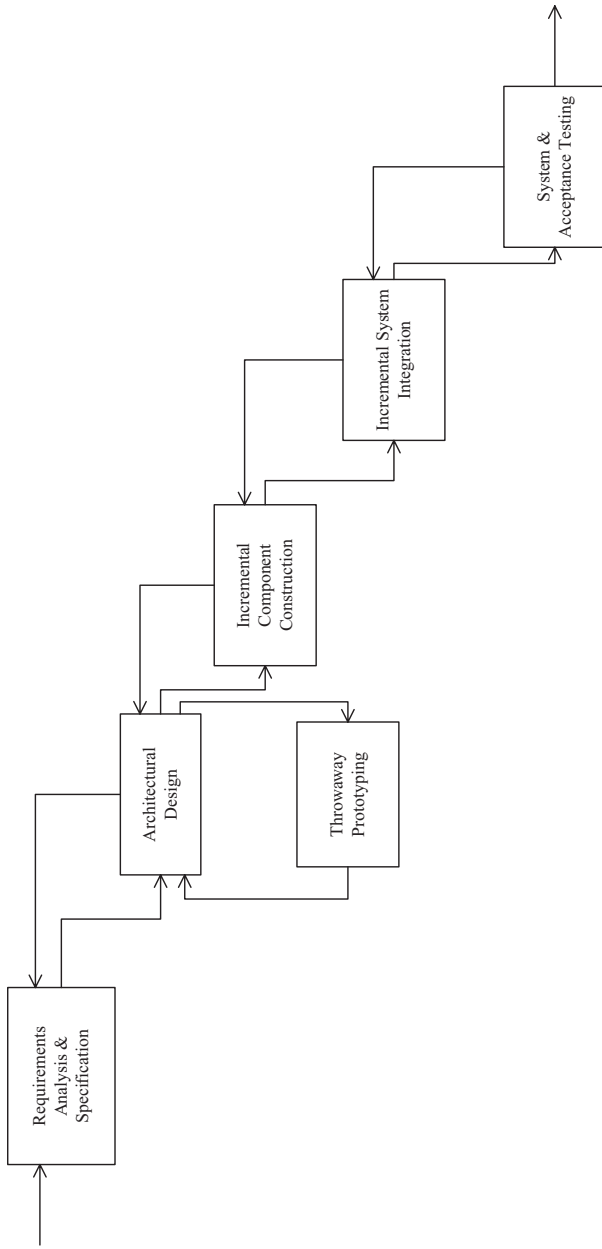 Requirements
Analysis &
Specification
Architectural
Design
Throwaway
Prototyping
Incremental
Component
Construction
Incremental System
Integration
System &
Acceptance Testing